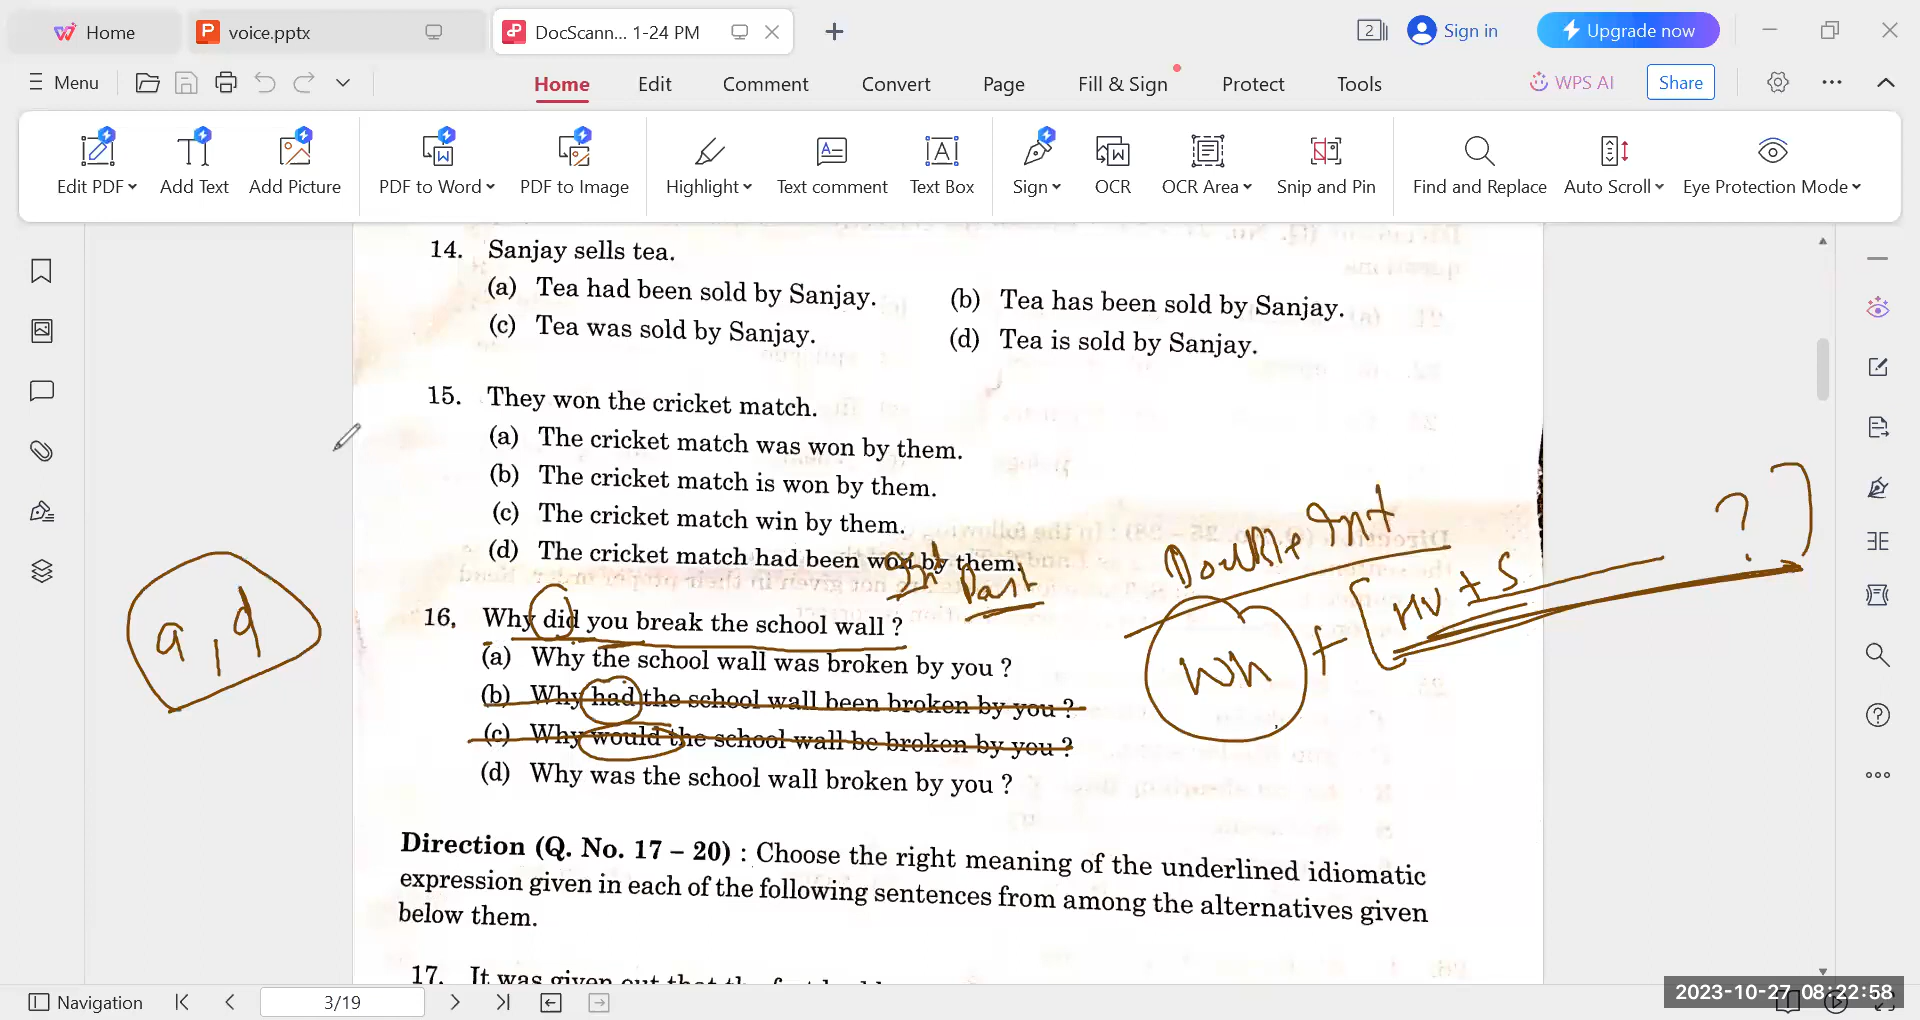 Home
voice.pptx
DocScann... 1-24 PM
2
Sign in
Upgrade now
Menu
Home
Edit
Comment
Convert
Page
Fill & Sign
Protect
Tools
WPS AI
Share
Edit PDF
Add Text
Add Picture
PDF to Word
PDF to Image
Highlight
Text comment
Text Box
Sign
OCR
OCR Area
Snip and Pin
Find and Replace
Auto Scroll
Eye Protection Mode
14. Sanjay sells tea.
(a) Tea had been sold by Sanjay.
(b) Tea has been sold by Sanjay.
(c) Tea was sold by Sanjay.
(d) Tea is sold by Sanjay.
15. They won the cricket match.
(a) The cricket match was won by them.
(b) The cricket match is won by them.
(c) The cricket match win by them.
(d) The cricket match had been won by them.
Past
Double Int
Wh + [HV + S ?]
a, d
16, Why did you break the school wall ?
(a) Why the school wall was broken by you ?
(b) Why had the school wall been broken by you ?
(c) Why would the school wall be broken by you ?
(d) Why was the school wall broken by you ?
Direction (Q. No. 17 – 20) : Choose the right meaning of the underlined idiomatic
expression given in each of the following sentences from among the alternatives given
below them.
17. It was given out that the
Navigation
3/19
2023-10-27 08:22:58